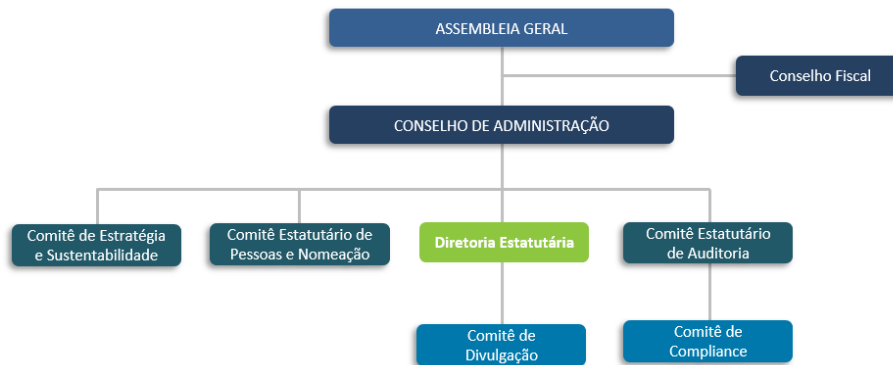 ASSEMBLEIA GERAL
Conselho Fiscal
CONSELHO DE ADMINISTRAÇÃO
Comitê de Estratégia
e Sustentabilidade
Comitê Estatutário de
Pessoas e Nomeação
Diretoria Estatutária
Comitê Estatutário
de Auditoria
Comitê de
Divulgação
Comitê de
Compliance